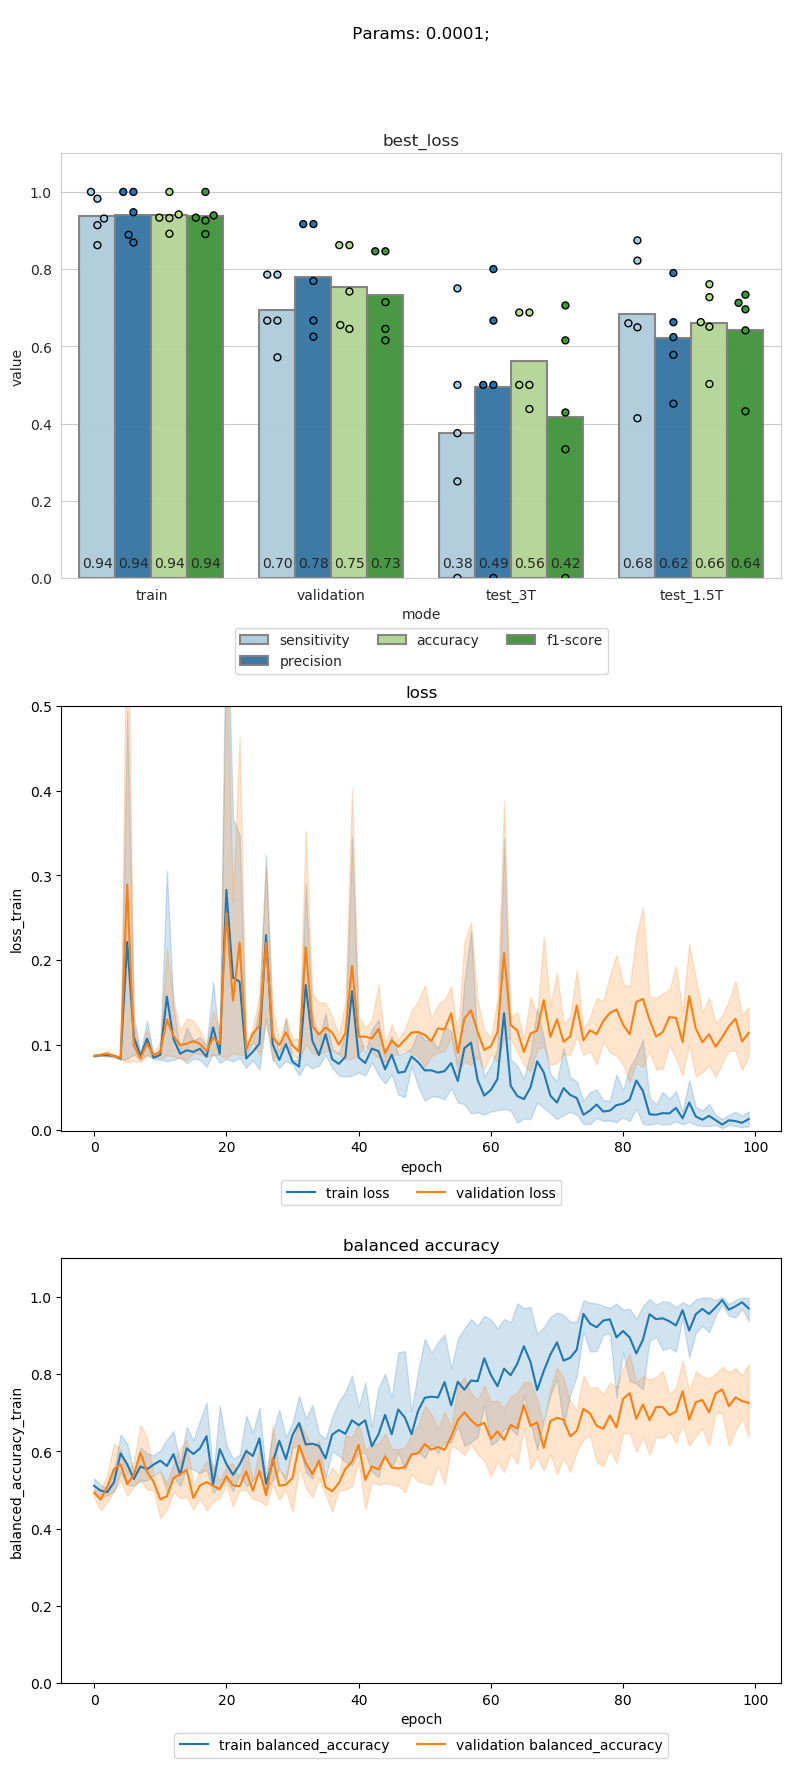 Params: 0.0001;
best_loss
1.0
0.8
0.6
0.4
0.2
0.0
value
0.94 0.94 0.94 0.94 0.70 0.78 0.75 0.73 0.38 0.49 0.56 0.42 0.68 0.62 0.66 0.64
train validation test_3T test_1.5T
mode
sensitivity accuracy f1-score
precision
loss
0.5
0.4
0.3
0.2
0.1
0.0
loss_train
0 20 40 60 80 100
epoch
train loss validation loss
balanced accuracy
1.0
0.8
0.6
0.4
0.2
0.0
balanced_accuracy_train
0 20 40 60 80 100
epoch
train balanced_accuracy validation balanced_accuracy